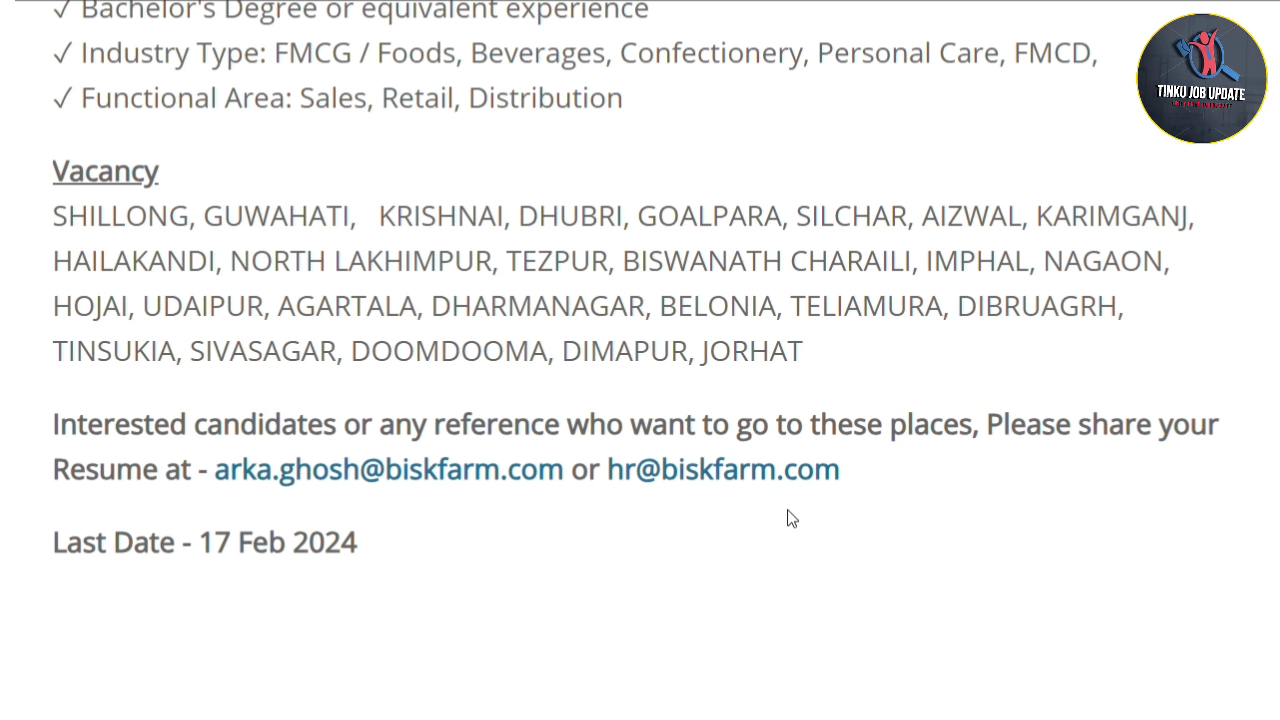 ✓ Bachelor's Degree or equivalent experience
✓ Industry Type: FMCG / Foods, Beverages, Confectionery, Personal Care, FMCD,
✓ Functional Area: Sales, Retail, Distribution
TINKU JOB UPDATE
Vacancy
SHILLONG, GUWAHATI, KRISHNAI, DHUBRI, GOALPARA, SILCHAR, AIZWAL, KARIMGANJ,
HAILAKANDI, NORTH LAKHIMPUR, TEZPUR, BISWANATH CHARAILI, IMPHAL, NAGAON,
HOJAI, UDAIPUR, AGARTALA, DHARMANAGAR, BELONIA, TELIAMURA, DIBRUAGRH,
TINSUKIA, SIVASAGAR, DOOMDOOMA, DIMAPUR, JORHAT
Interested candidates or any reference who want to go to these places, Please share your
Resume at - arka.ghosh@biskfarm.com or hr@biskfarm.com
Last Date - 17 Feb 2024